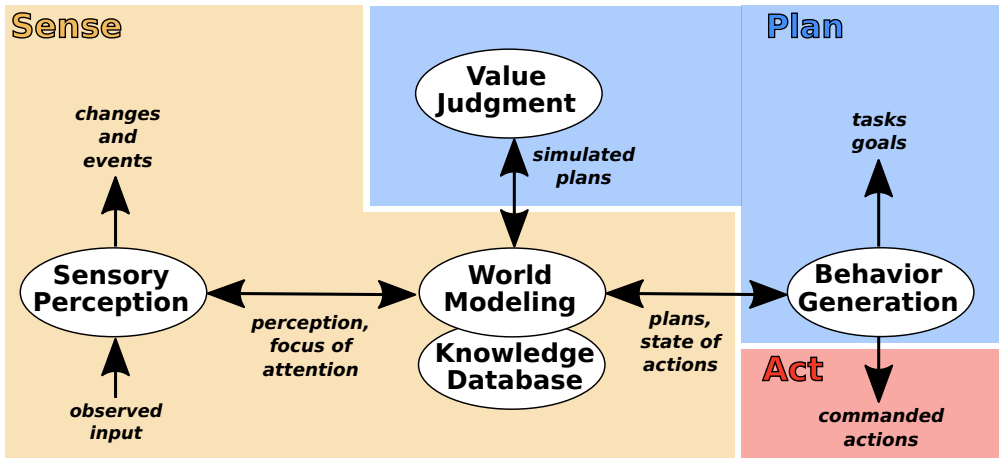 Sense
Plan
Value
Judgment
changes
and
events
tasks
goals
simulated
plans
Sensory
Perception
World
Modeling
Behavior
Generation
perception,
focus of
attention
plans,
state of
actions
Knowledge
Database
Act
observed
input
commanded
actions